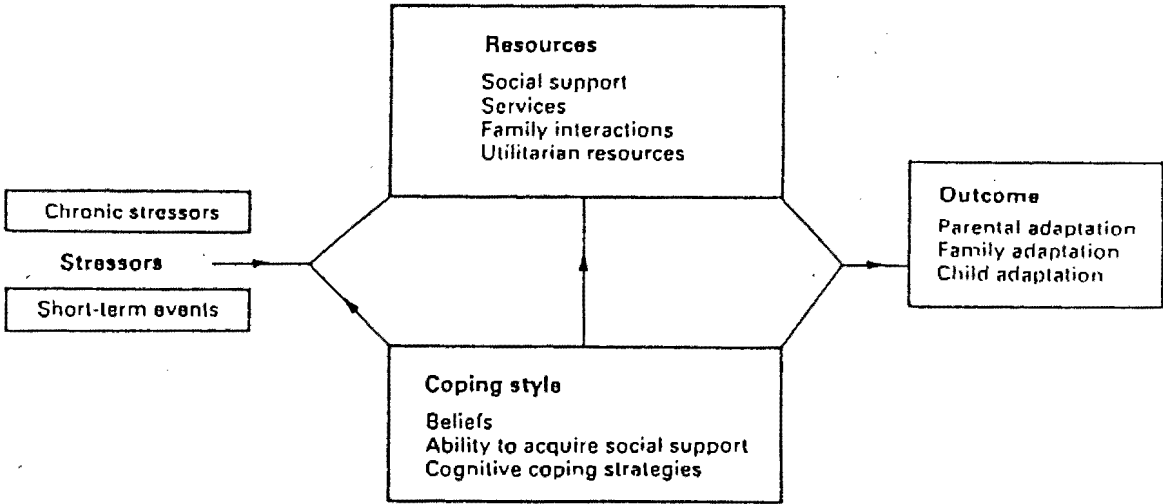 Resources
Social support
Services
Family interactions
Utilitarian resources
Chronic stressors
Stressors
Short-term events
Outcome
Parental adaptation
Family adaptation
Child adaptation
Coping style
Beliefs
Ability to acquire social support
Cognitive coping strategies